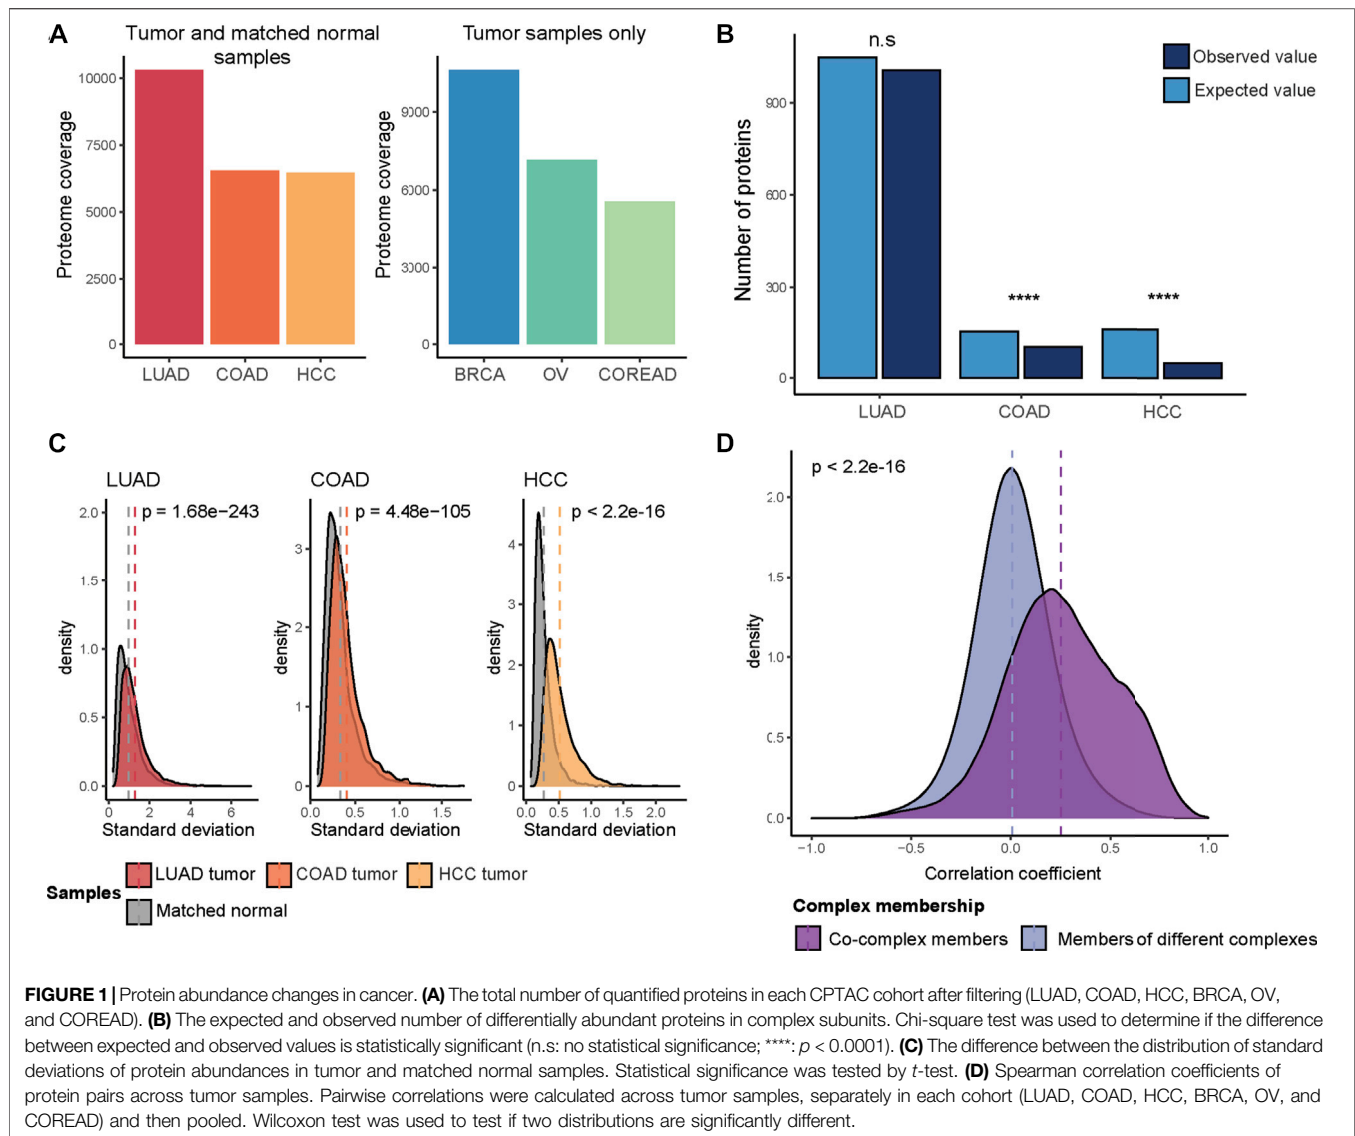 A
Tumor and matched normal
samples
Proteome coverage
10000
7500
5000
2500
0
LUAD COAD HCC
Tumor samples only
Proteome coverage
9000
6000
3000
0
BRCA OV COREAD
B
Number of proteins
900
600
300
0
n.s
****
****
LUAD COAD HCC
Observed value
Expected value
C
LUAD
p = 1.68e−243
density
2.0
1.5
1.0
0.5
0.0
0 2 4 6
Standard deviation
COAD
p = 4.48e−105
density
3
2
1
0
0.0 0.5 1.0 1.5
Standard deviation
HCC
p < 2.2e-16
density
4
3
2
1
0
0.0 0.5 1.0 1.5 2.0
Standard deviation
Samples
LUAD tumor COAD tumor HCC tumor
Matched normal
D
p < 2.2e-16
density
2.0
1.5
1.0
0.5
0.0
−1.0 −0.5 0.0 0.5 1.0
Correlation coefficient
Complex membership
Co-complex members Members of different complexes
FIGURE 1 | Protein abundance changes in cancer. (A) The total number of quantified proteins in each CPTAC cohort after filtering (LUAD, COAD, HCC, BRCA, OV,
and COREAD). (B) The expected and observed number of differentially abundant proteins in complex subunits. Chi-square test was used to determine if the difference
between expected and observed values is statistically significant (n.s: no statistical significance; ****: p < 0.0001). (C) The difference between the distribution of standard
deviations of protein abundances in tumor and matched normal samples. Statistical significance was tested by t-test. (D) Spearman correlation coefficients of
protein pairs across tumor samples. Pairwise correlations were calculated across tumor samples, separately in each cohort (LUAD, COAD, HCC, BRCA, OV, and
COREAD) and then pooled. Wilcoxon test was used to test if two distributions are significantly different.